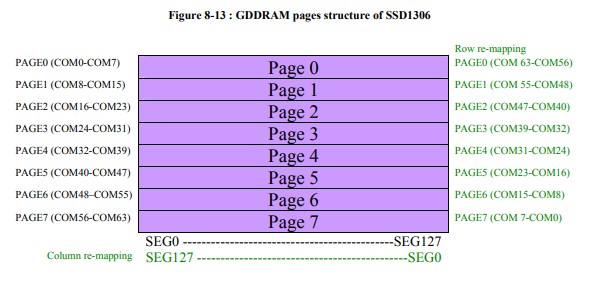 Figure 8-13 : GDDRAM pages structure of SSD1306
Row re-mapping
PAGE0 (COM0-COM7) Page 0 PAGE0 (COM 63-COM56)
PAGE1 (COM8-COM15) Page 1 PAGE1 (COM 55-COM48)
PAGE2 (COM16-COM23) Page 2 PAGE2 (COM47-COM40)
PAGE3 (COM24-COM31) Page 3 PAGE3 (COM39-COM32)
PAGE4 (COM32-COM39) Page 4 PAGE4 (COM31-COM24)
PAGE5 (COM40-COM47) Page 5 PAGE5 (COM23-COM16)
PAGE6 (COM48–COM55) Page 6 PAGE6 (COM15-COM8)
PAGE7 (COM56-COM63) Page 7 PAGE7 (COM 7-COM0)
SEG0 ---------------------------------------------SEG127
Column re-mapping SEG127 ---------------------------------------------SEG0